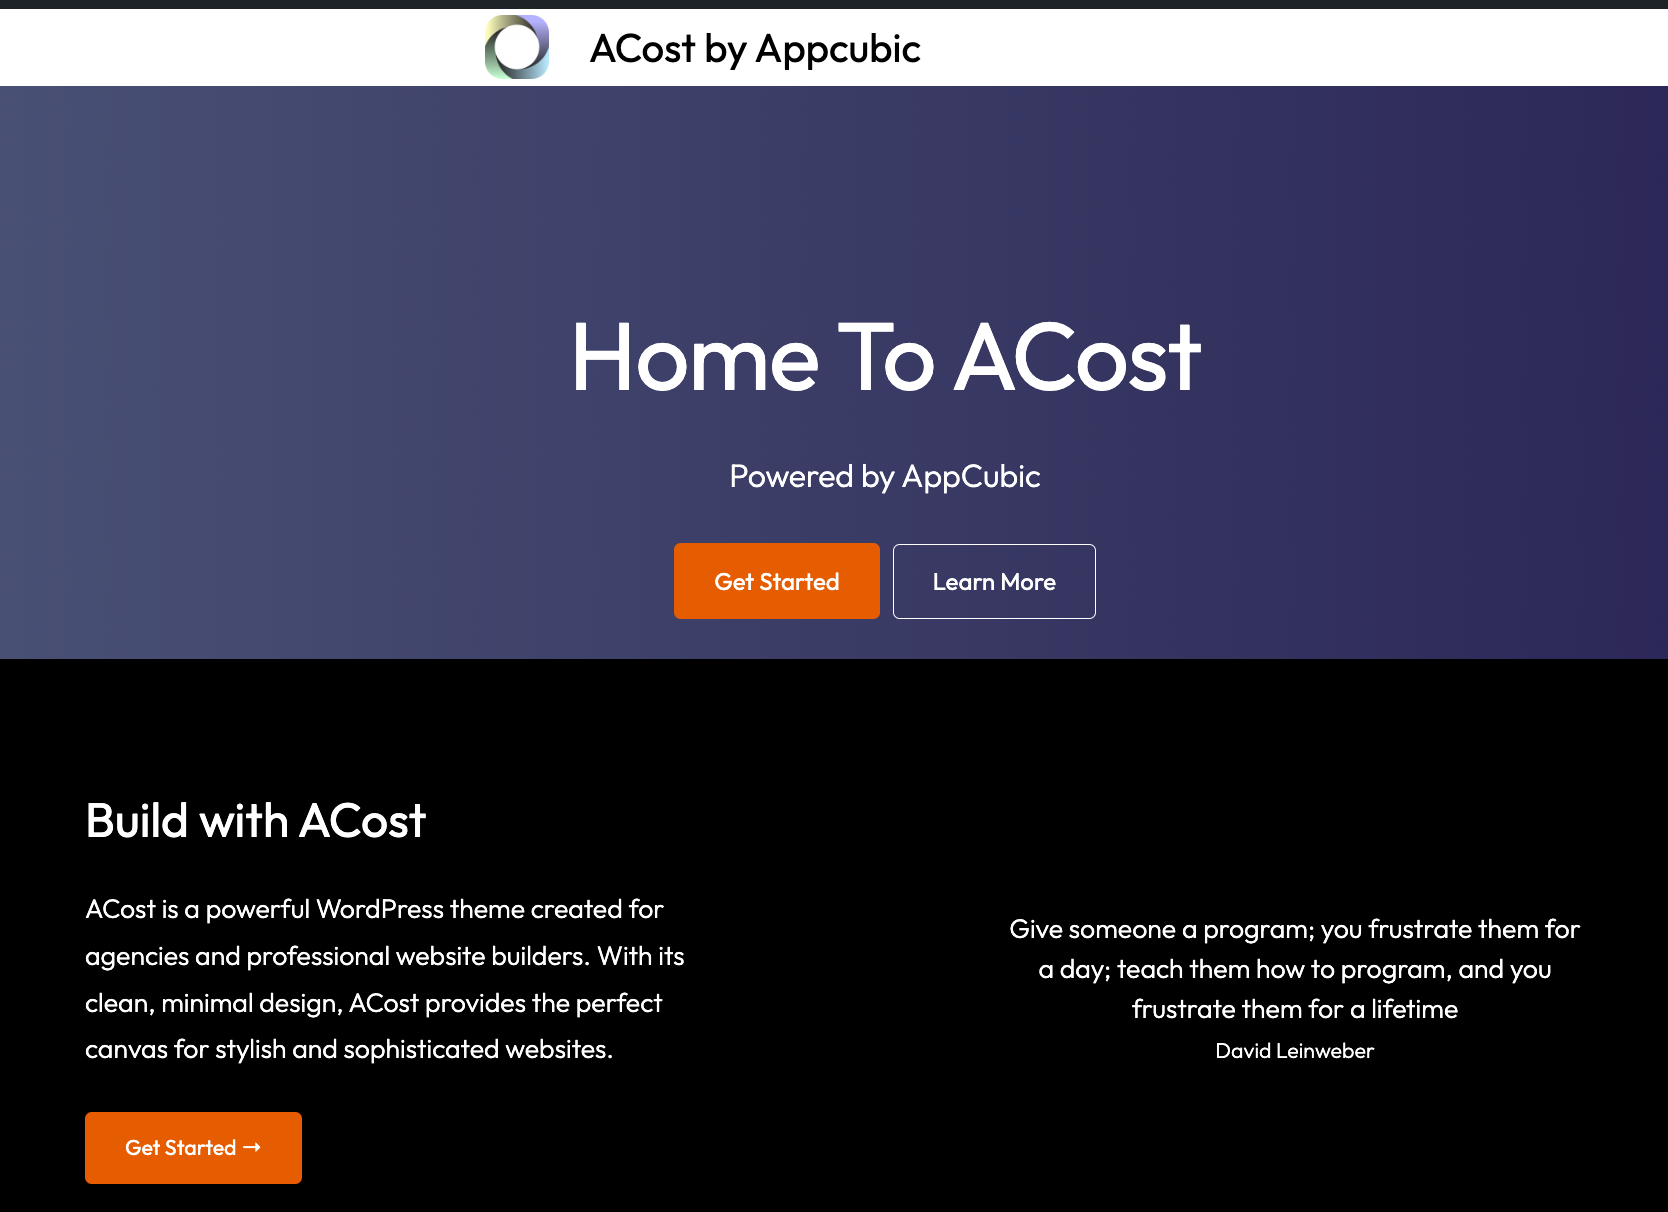 ACost by Appcubic
Home To ACost
Powered by AppCubic
Get Started
Learn More
Build with ACost
ACost is a powerful WordPress theme created for
agencies and professional website builders. With its
clean, minimal design, ACost provides the perfect
canvas for stylish and sophisticated websites.
Get Started →
Give someone a program; you frustrate them for
a day; teach them how to program, and you
frustrate them for a lifetime
David Leinweber